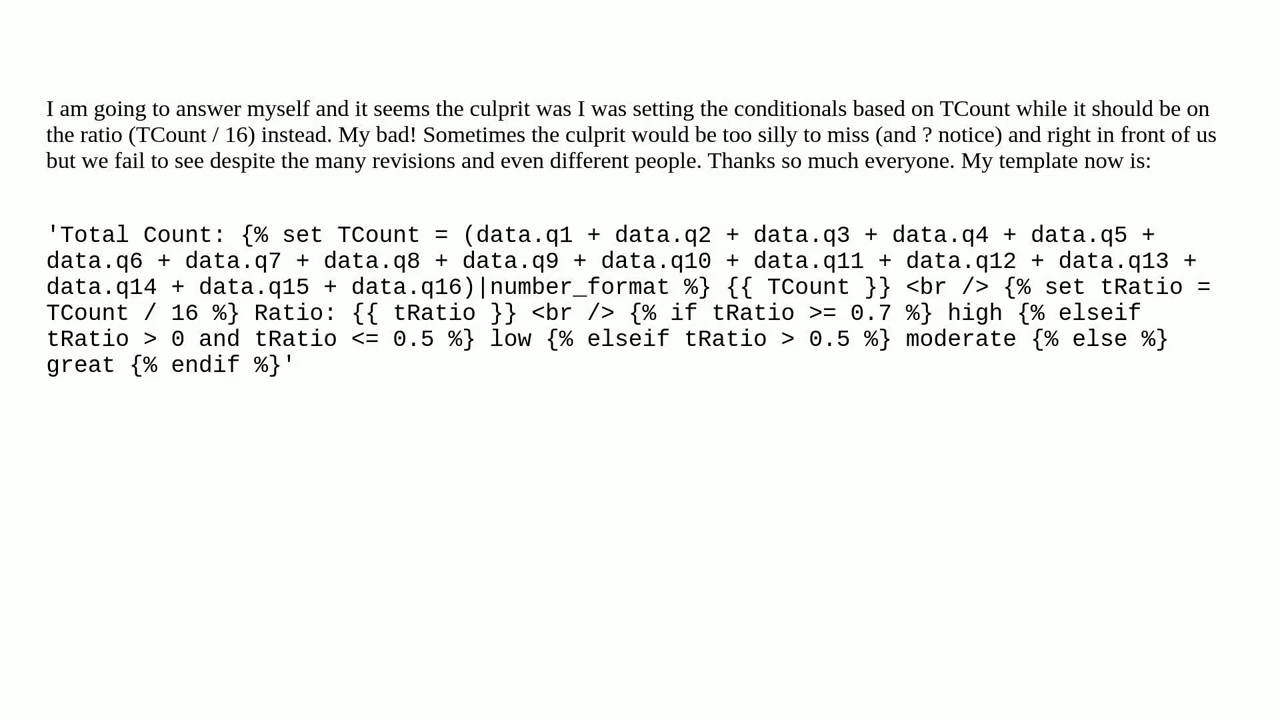 I am going to answer myself and it seems the culprit was I was setting the conditionals based on TCount while it should be on
the ratio (TCount / 16) instead. My bad! Sometimes the culprit would be too silly to miss (and ? notice) and right in front of us
but we fail to see despite the many revisions and even different people. Thanks so much everyone. My template now is:
'Total Count: {% set TCount = (data.q1 + data.q2 + data.q3 + data.q4 + data.q5 +
data.q6 + data.q7 + data.q8 + data.q9 + data.q10 + data.q11 + data.q12 + data.q13 +
data.q14 + data.q15 + data.q16)|number_format %} {{ TCount }} <br /> {% set tRatio =
TCount / 16 %} Ratio: {{ tRatio }} <br /> {% if tRatio >= 0.7 %} high {% elseif
tRatio > 0 and tRatio <= 0.5 %} low {% elseif tRatio > 0.5 %} moderate {% else %}
great {% endif %}'